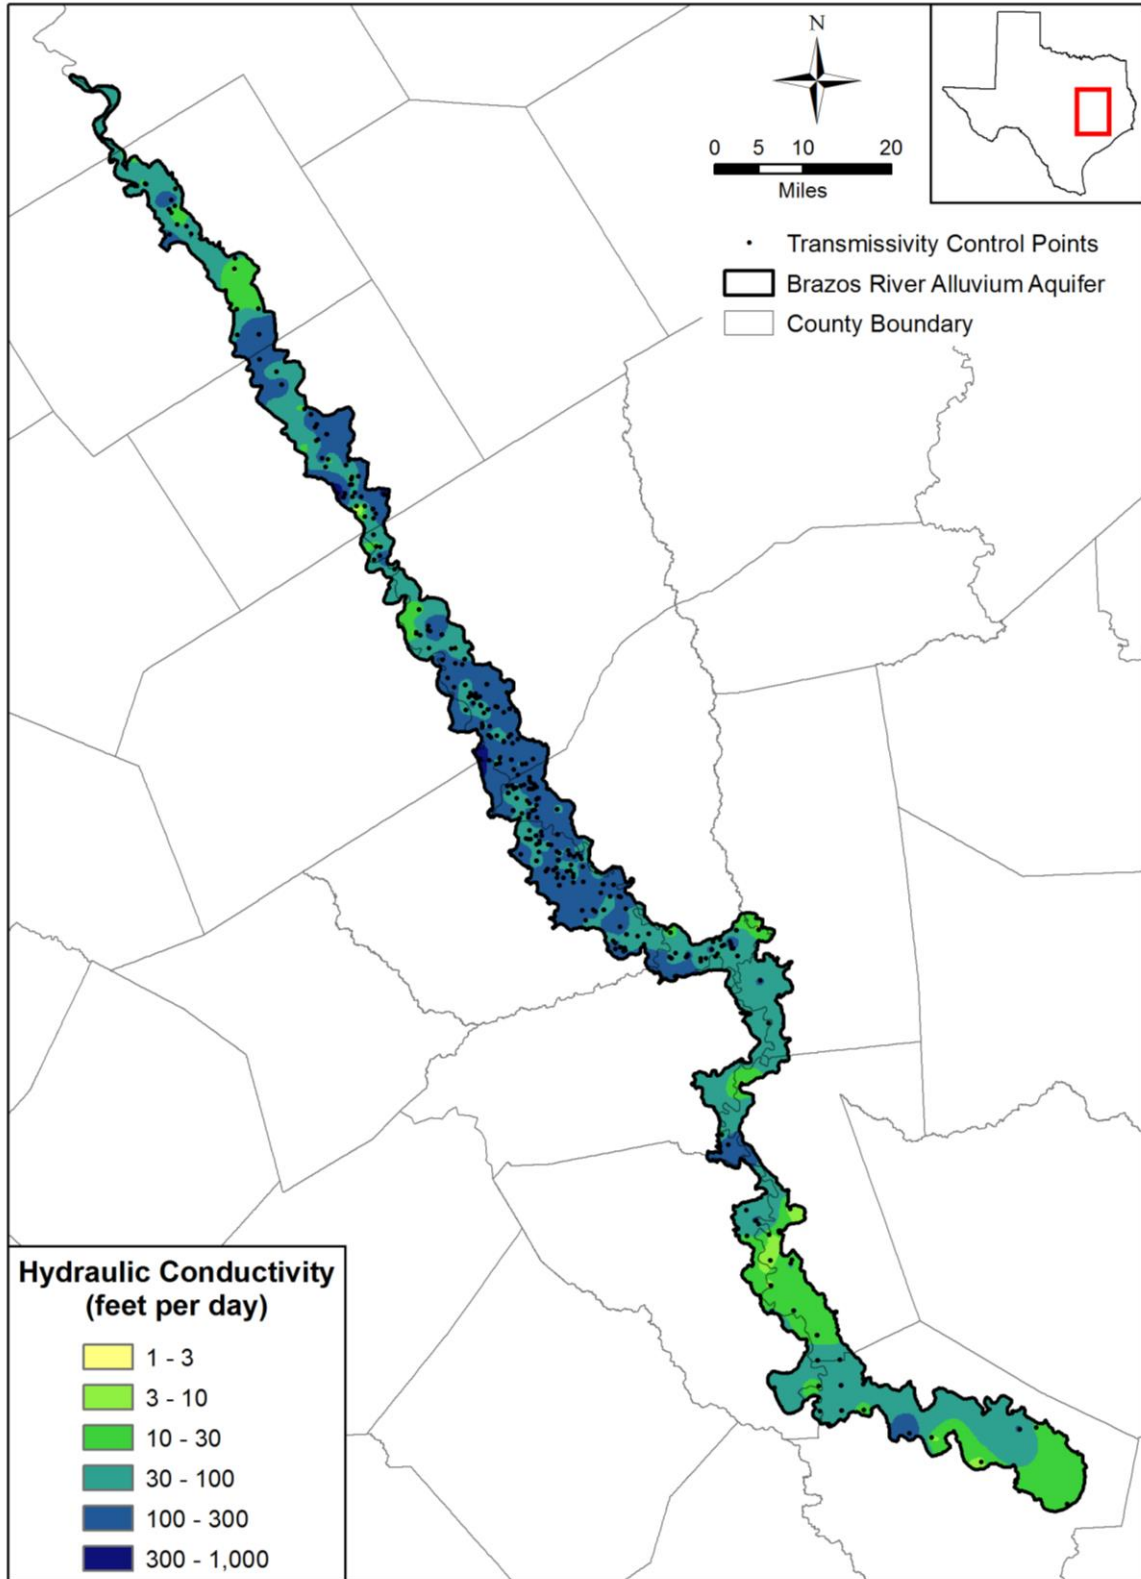 N
0 5 10 20
Miles
Transmissivity Control Points
Brazos River Alluvium Aquifer
County Boundary
Hydraulic Conductivity
(feet per day)
1 - 3
3 - 10
10 - 30
30 - 100
100 - 300
300 - 1,000